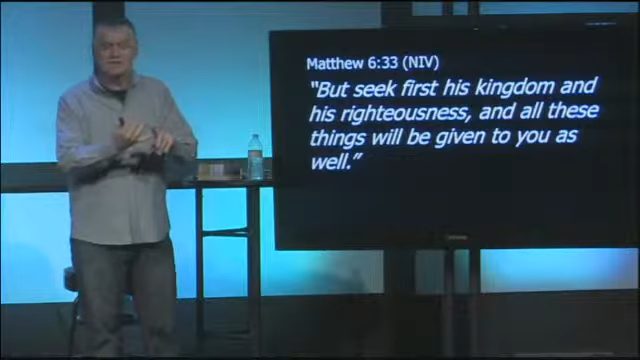 Matthew 6:33 (NIV)
"But seek first his kingdom and
his righteousness, and all these
things will be given to you as
well."